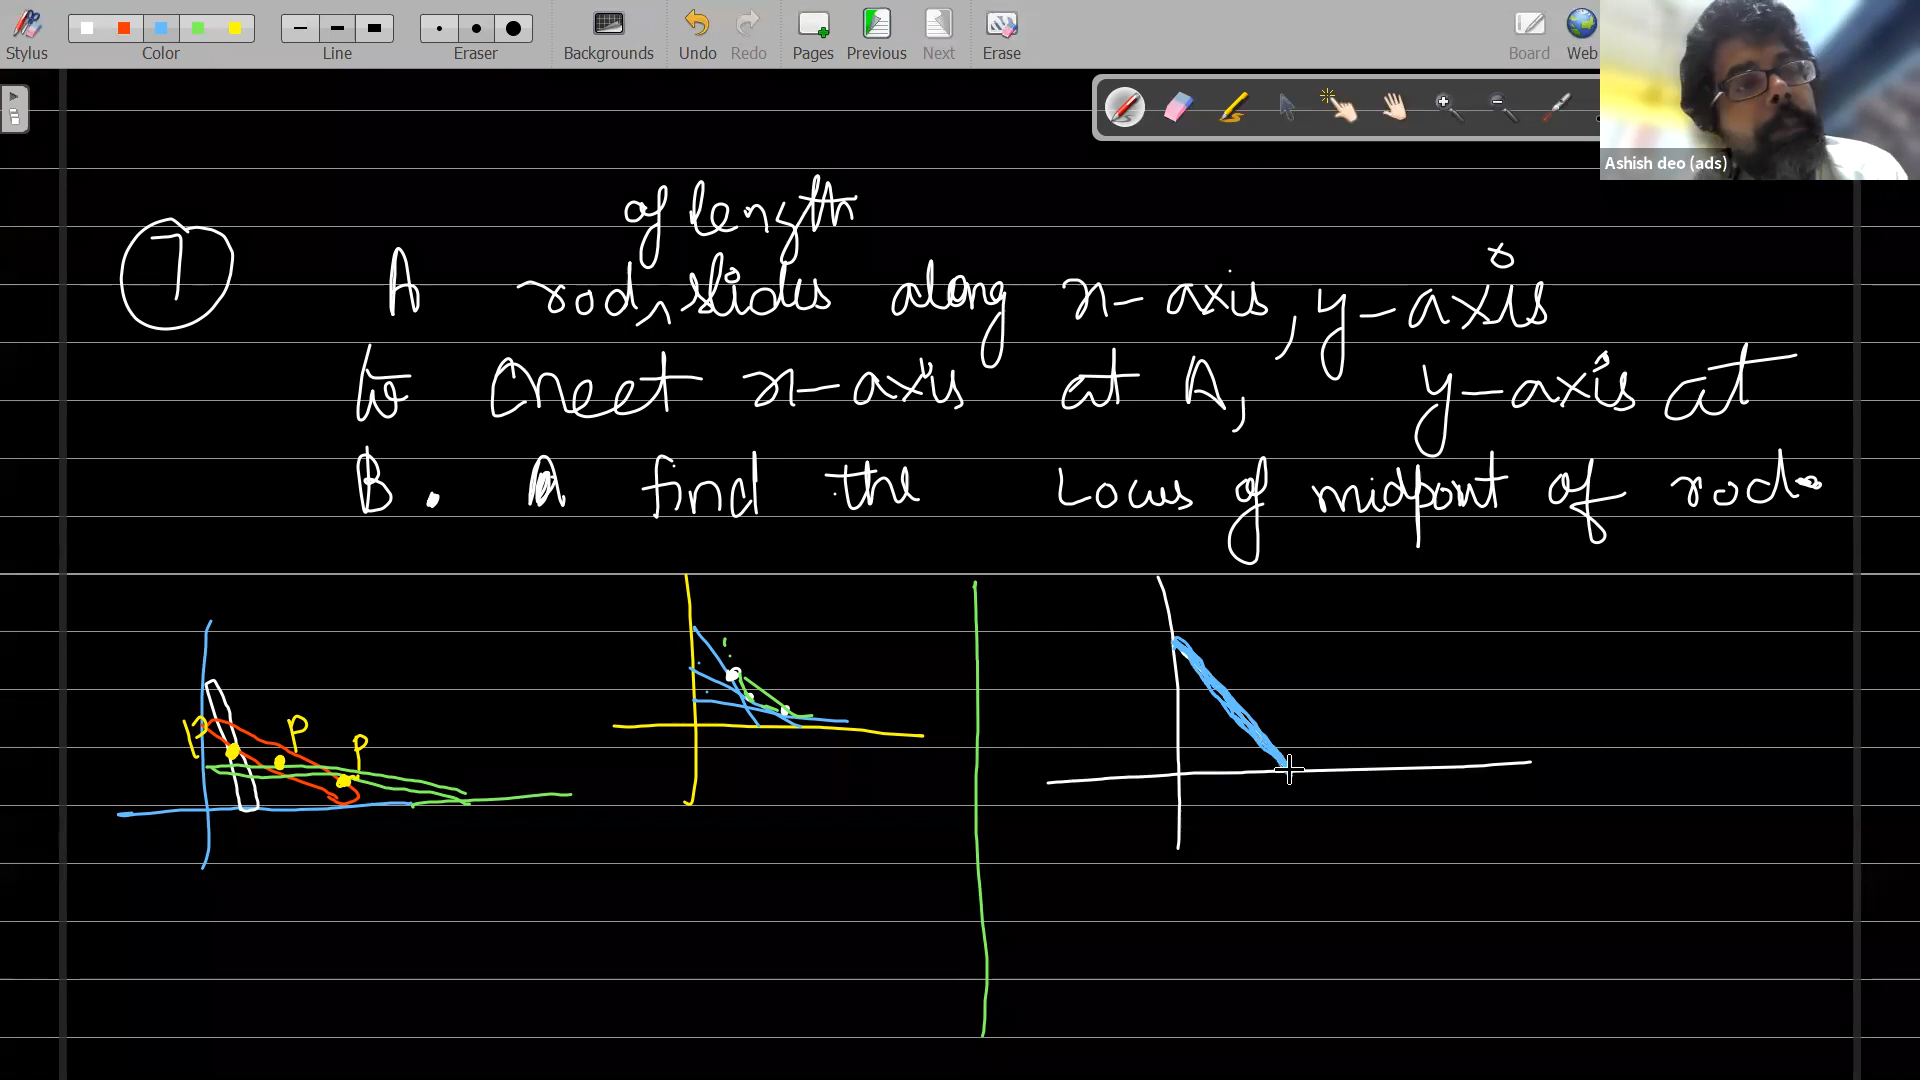 Stylus
Color
Line
Eraser
Backgrounds
Undo
Redo
Pages
Previous
Next
Erase
Board
Web
Ashish deo (ads)
of length
7
A rod, slides along x-axis, y-axis
to meet x-axis at A, y-axis at
B. find the Locus of midpont of rod.
P
P
P